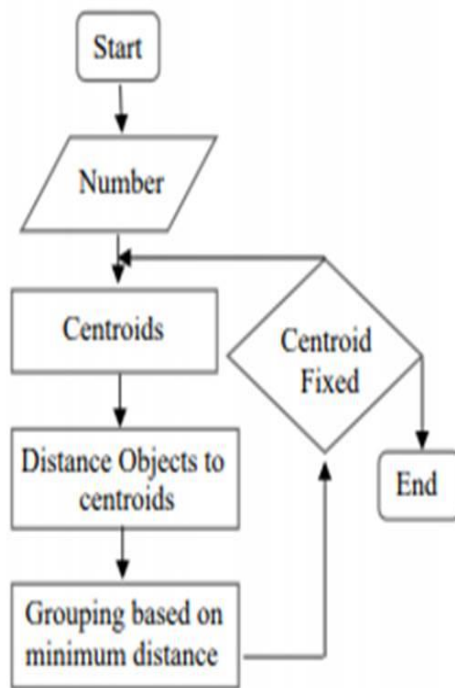 Start
Number
Centroids
Distance Objects to
centroids
Grouping based on
minimum distance
Centroid
Fixed
End